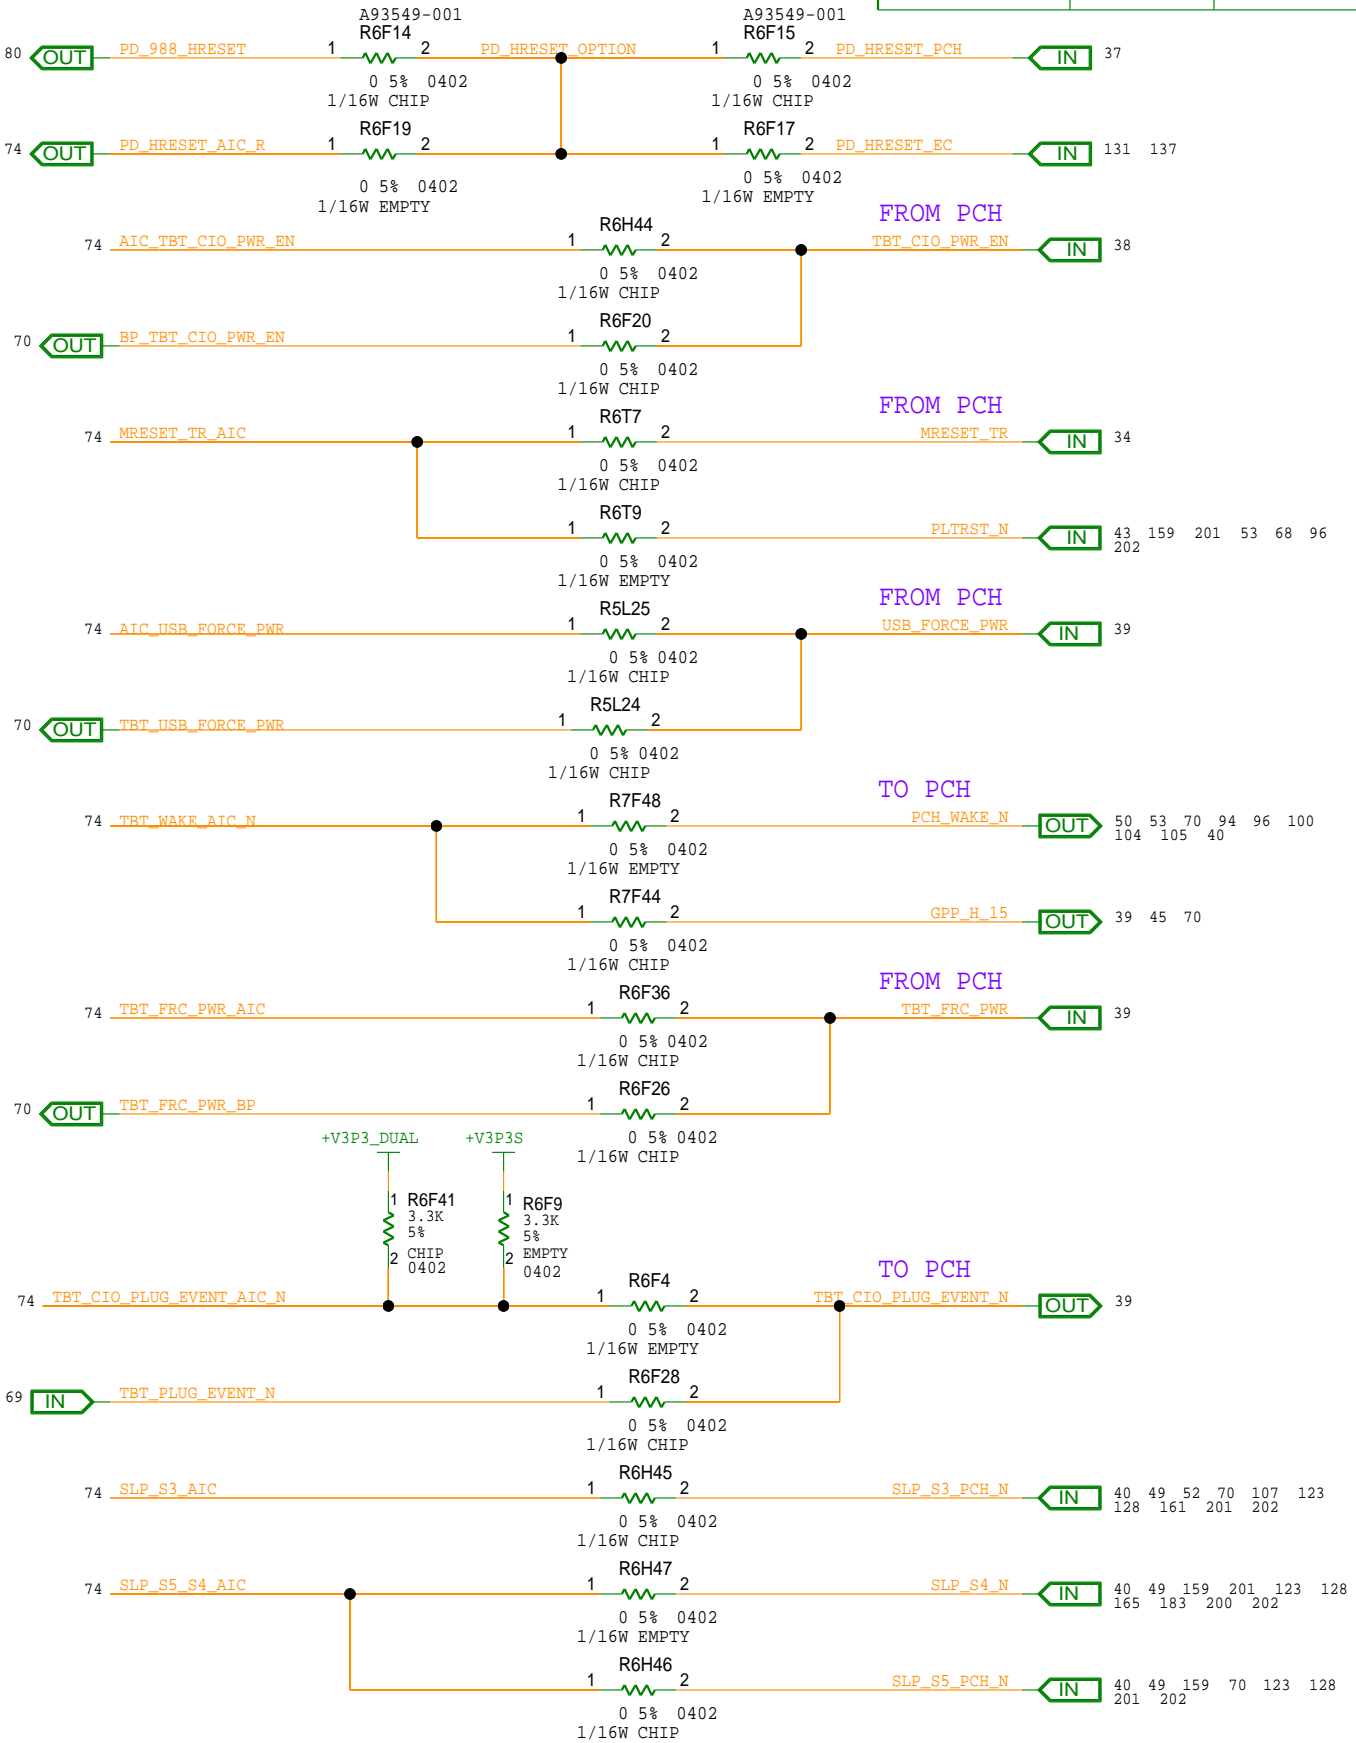 A93549-001 A93549-001
R6F14 R6F15
80 OUT PD_988_HRESET 1 2 PD_HRESET_OPTION 1 2 PD_HRESET_PCH IN 37
0 5% 0402 0 5% 0402
1/16W CHIP 1/16W CHIP
R6F19 R6F17
74 OUT PD_HRESET_AIC_R 1 2 1 2 PD_HRESET_EC IN 131 137
0 5% 0402 0 5% 0402
1/16W EMPTY 1/16W EMPTY
FROM PCH
R6H44
74 AIC_TBT_CIO_PWR_EN 1 2 TBT_CIO_PWR_EN IN 38
0 5% 0402
1/16W CHIP
R6F20
70 OUT BP_TBT_CIO_PWR_EN 1 2
0 5% 0402
1/16W CHIP
FROM PCH
R6T7
74 MRESET_TR_AIC 1 2 MRESET_TR IN 34
0 5% 0402
1/16W CHIP
R6T9
1 2 PLTRST_N IN 43 159 201 53 68 96
202
0 5% 0402
1/16W EMPTY
FROM PCH
R5L25
74 AIC_USB_FORCE_PWR 1 2 USB_FORCE_PWR IN 39
0 5% 0402
1/16W CHIP
R5L24
70 OUT TBT_USB_FORCE_PWR 1 2
0 5% 0402
1/16W CHIP
TO PCH
R7F48
74 TBT_WAKE_AIC_N 1 2 PCH_WAKE_N OUT 50 53 70 94 96 100
104 105 40
0 5% 0402
1/16W EMPTY
R7F44
1 2 GPP_H_15 OUT 39 45 70
0 5% 0402
1/16W CHIP
FROM PCH
R6F36
74 TBT_FRC_PWR_AIC 1 2 TBT_FRC_PWR IN 39
0 5% 0402
1/16W CHIP
R6F26
70 OUT TBT_FRC_PWR_BP 1 2
0 5% 0402
1/16W CHIP
+V3P3_DUAL +V3P3S
1 R6F41 1 R6F9
3.3K 3.3K
5% 5%
2 CHIP 2 EMPTY
0402 0402
TO PCH
R6F4
74 TBT_CIO_PLUG_EVENT_AIC_N 1 2 TBT_CIO_PLUG_EVENT_N OUT 39
0 5% 0402
1/16W EMPTY
R6F28
69 IN TBT_PLUG_EVENT_N 1 2
0 5% 0402
1/16W CHIP
R6H45
74 SLP_S3_AIC 1 2 SLP_S3_PCH_N IN 40 49 52 70 107 123
128 161 201 202
0 5% 0402
1/16W CHIP
R6H47
74 SLP_S5_S4_AIC 1 2 SLP_S4_N IN 40 49 159 201 123 128
165 183 200 202
0 5% 0402
1/16W EMPTY
R6H46
1 2 SLP_S5_PCH_N IN 40 49 159 70 123 128
201 202
0 5% 0402
1/16W CHIP